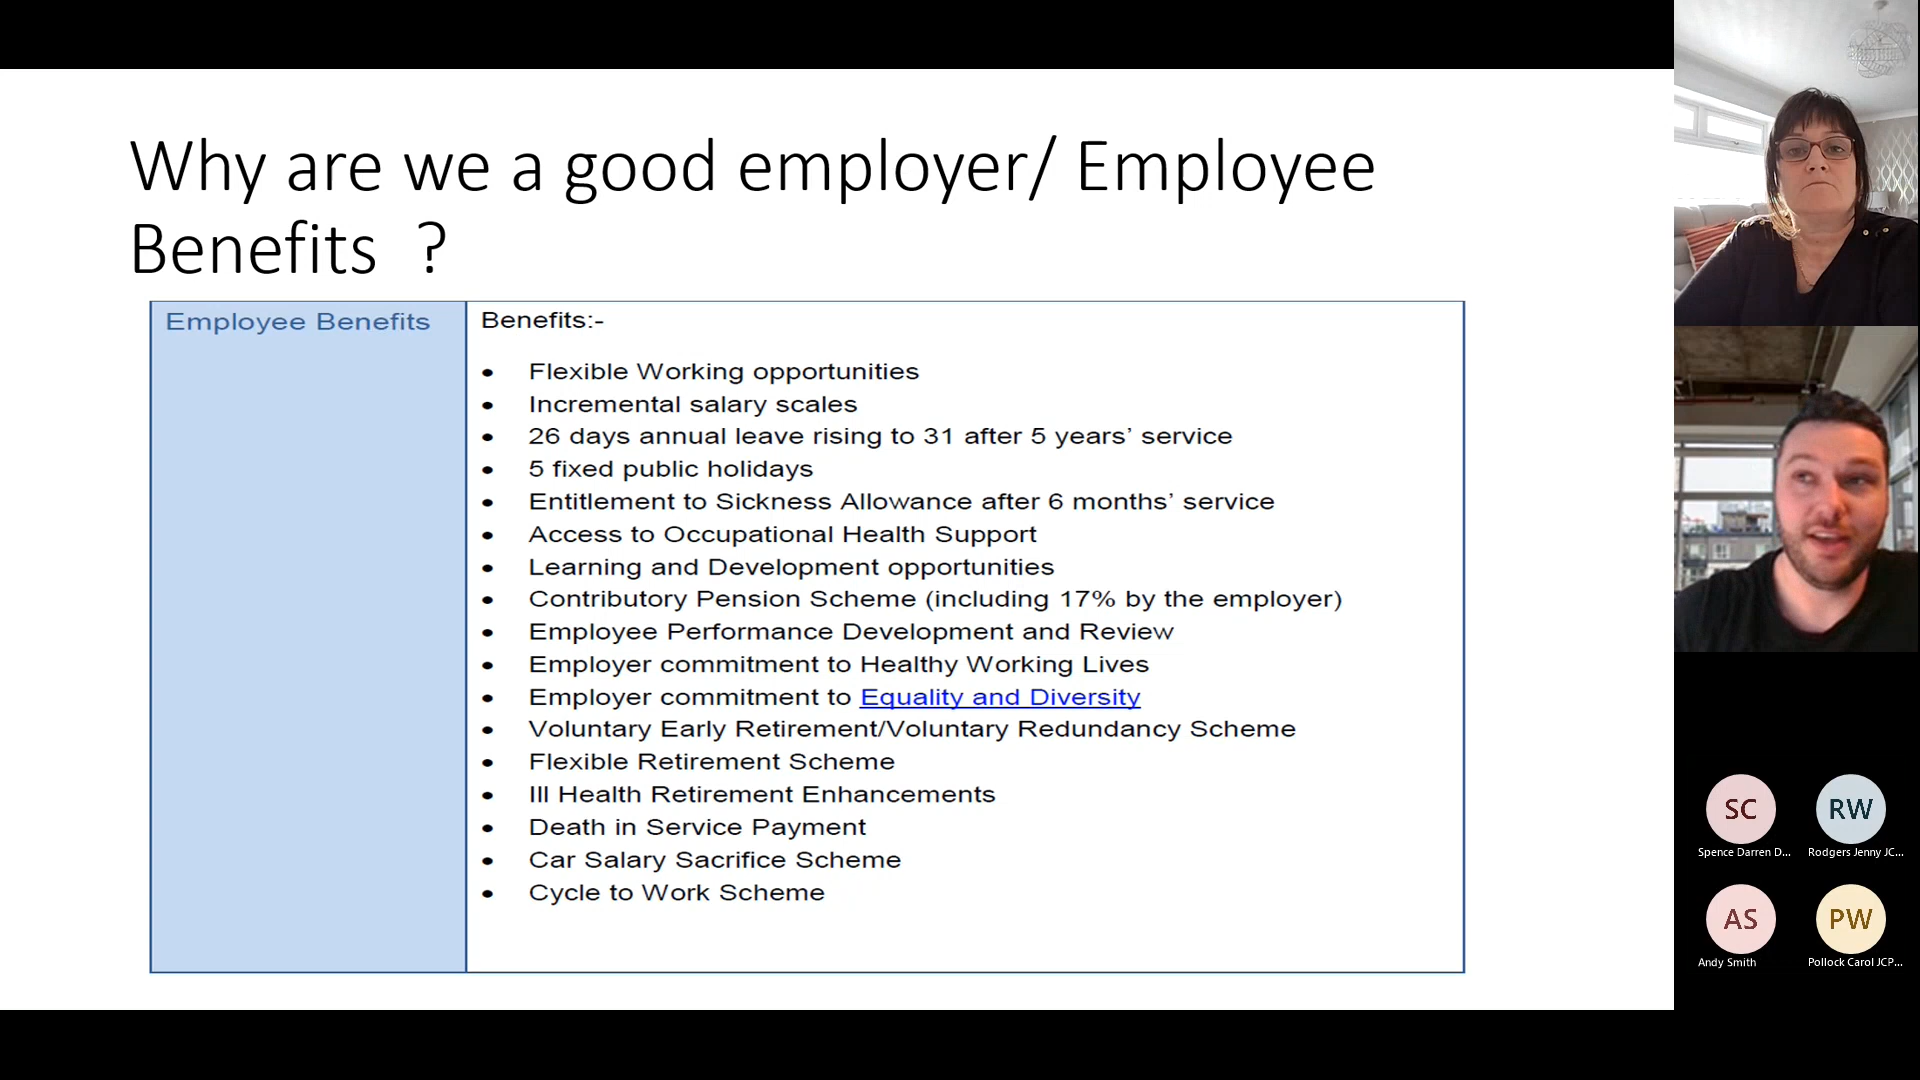 Why are we a good employer/ Employee
Benefits ?
Employee Benefits
Benefits:-
• Flexible Working opportunities
• Incremental salary scales
• 26 days annual leave rising to 31 after 5 years’ service
• 5 fixed public holidays
• Entitlement to Sickness Allowance after 6 months’ service
• Access to Occupational Health Support
• Learning and Development opportunities
• Contributory Pension Scheme (including 17% by the employer)
• Employee Performance Development and Review
• Employer commitment to Healthy Working Lives
• Employer commitment to Equality and Diversity
• Voluntary Early Retirement/Voluntary Redundancy Scheme
• Flexible Retirement Scheme
• Ill Health Retirement Enhancements
• Death in Service Payment
• Car Salary Sacrifice Scheme
• Cycle to Work Scheme
SC
Spence Darren D...
RW
Rodgers Jenny JC...
AS
Andy Smith
PW
Pollock Carol JCP...